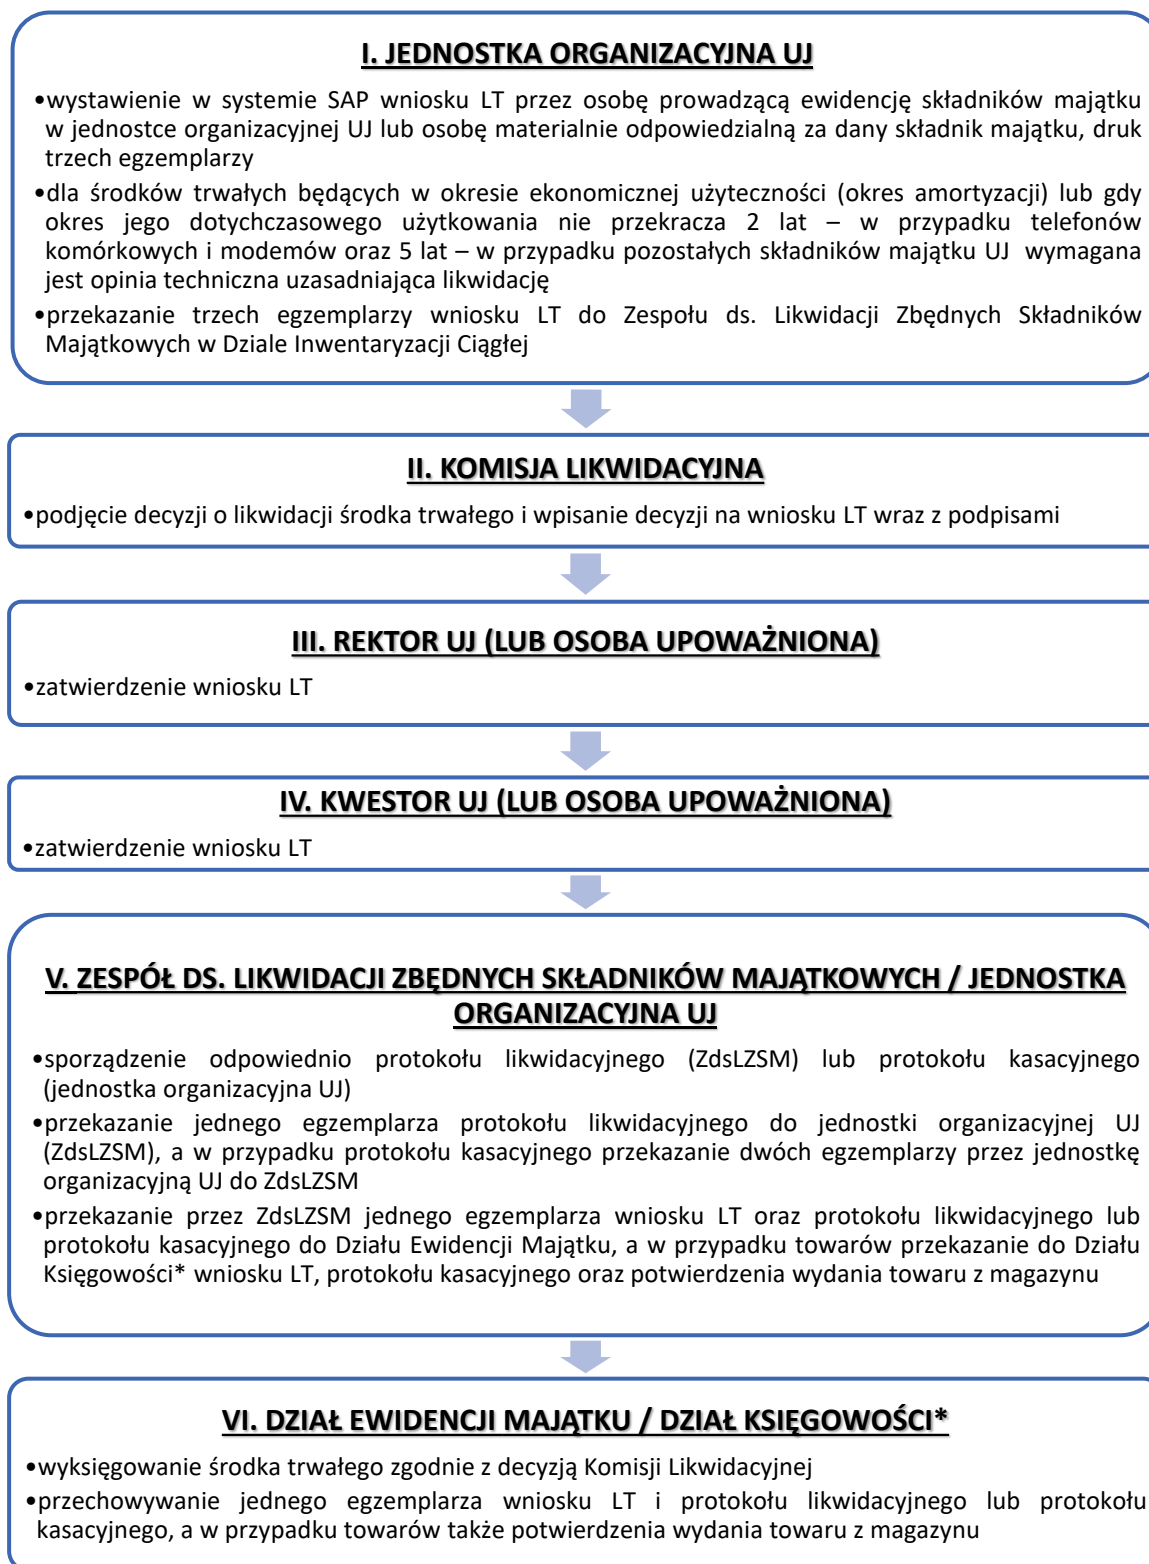 I. JEDNOSTKA ORGANIZACYJNA UJ
•wystawienie w systemie SAP wniosku LT przez osobę prowadzącą ewidencję składników majątku
w jednostce organizacyjnej UJ lub osobę materialnie odpowiedzialną za dany składnik majątku, druk
trzech egzemplarzy
•dla środków trwałych będących w okresie ekonomicznej użyteczności (okres amortyzacji) lub gdy
okres jego dotychczasowego użytkowania nie przekracza 2 lat – w przypadku telefonów
komórkowych i modemów oraz 5 lat – w przypadku pozostałych składników majątku UJ wymagana
jest opinia techniczna uzasadniająca likwidację
•przekazanie trzech egzemplarzy wniosku LT do Zespołu ds. Likwidacji Zbędnych Składników
Majątkowych w Dziale Inwentaryzacji Ciągłej
II. KOMISJA LIKWIDACYJNA
•podjęcie decyzji o likwidacji środka trwałego i wpisanie decyzji na wniosku LT wraz z podpisami
III. REKTOR UJ (LUB OSOBA UPOWAŻNIONA)
•zatwierdzenie wniosku LT
IV. KWESTOR UJ (LUB OSOBA UPOWAŻNIONA)
•zatwierdzenie wniosku LT
V. ZESPÓŁ DS. LIKWIDACJI ZBĘDNYCH SKŁADNIKÓW MAJĄTKOWYCH / JEDNOSTKA
ORGANIZACYJNA UJ
•sporządzenie odpowiednio protokołu likwidacyjnego (ZdsLZSM) lub protokołu kasacyjnego
(jednostka organizacyjna UJ)
•przekazanie jednego egzemplarza protokołu likwidacyjnego do jednostki organizacyjnej UJ
(ZdsLZSM), a w przypadku protokołu kasacyjnego przekazanie dwóch egzemplarzy przez jednostkę
organizacyjną UJ do ZdsLZSM
•przekazanie przez ZdsLZSM jednego egzemplarza wniosku LT oraz protokołu likwidacyjnego lub
protokołu kasacyjnego do Działu Ewidencji Majątku, a w przypadku towarów przekazanie do Działu
Księgowości* wniosku LT, protokołu kasacyjnego oraz potwierdzenia wydania towaru z magazynu
VI. DZIAŁ EWIDENCJI MAJĄTKU / DZIAŁ KSIĘGOWOŚCI*
•wyksięgowanie środka trwałego zgodnie z decyzją Komisji Likwidacyjnej
•przechowywanie jednego egzemplarza wniosku LT i protokołu likwidacyjnego lub protokołu
kasacyjnego, a w przypadku towarów także potwierdzenia wydania towaru z magazynu